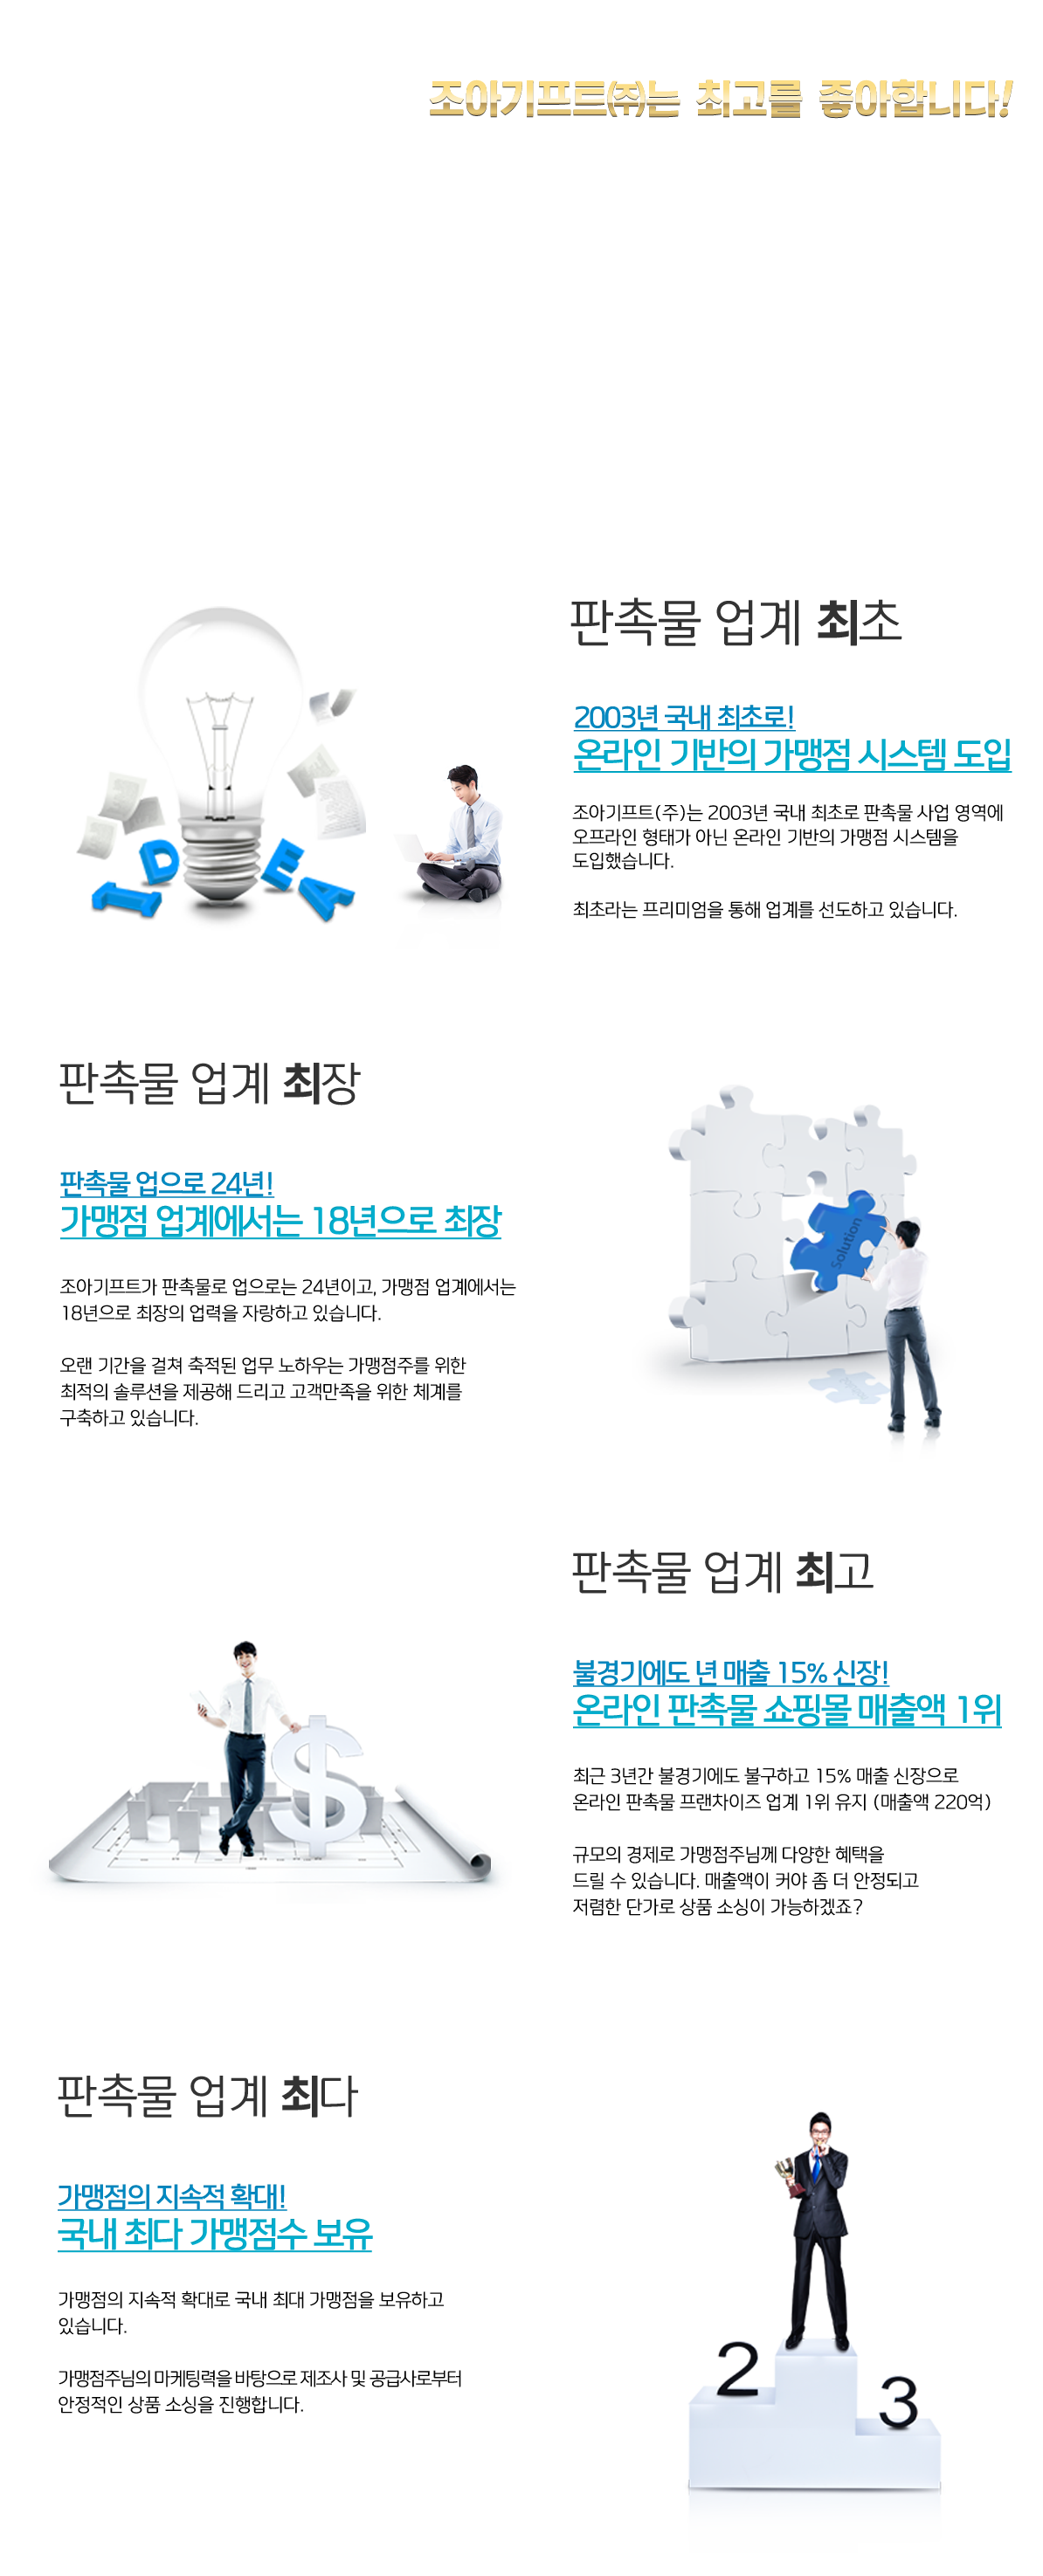 조아기프트㈜는 최고를 좋아합니다!
판촉물 업계 최초
2003년 국내 최초로!
온라인 기반의 가맹점 시스템 도입
조아기프트(주)는 2003년 국내 최초로 판촉물 사업 영역에
오프라인 형태가 아닌 온라인 기반의 가맹점 시스템을
도입했습니다.
최초라는 프리미엄을 통해 업계를 선도하고 있습니다.
IDEA
판촉물 업계 최장
판촉물 업으로 24년!
가맹점 업계에서는 18년으로 최장
조아기프트가 판촉물로 업으로는 24년이고, 가맹점 업계에서는
18년으로 최장의 업력을 자랑하고 있습니다.
오랜 기간을 걸쳐 축적된 업무 노하우는 가맹점주를 위한
최적의 솔루션을 제공해 드리고 고객만족을 위한 체계를
구축하고 있습니다.
Solution
판촉물 업계 최고
불경기에도 년 매출 15% 신장!
온라인 판촉물 쇼핑몰 매출액 1위
최근 3년간 불경기에도 불구하고 15% 매출 신장으로
온라인 판촉물 프랜차이즈 업계 1위 유지 (매출액 220억)
규모의 경제로 가맹점주님께 다양한 혜택을
드릴 수 있습니다. 매출액이 커야 좀 더 안정되고
저렴한 단가로 상품 소싱이 가능하겠죠?
$
판촉물 업계 최다
가맹점의 지속적 확대!
국내 최다 가맹점수 보유
가맹점의 지속적 확대로 국내 최대 가맹점을 보유하고
있습니다.
가맹점주님의 마케팅력을 바탕으로 제조사 및 공급사로부터
안정적인 상품 소싱을 진행합니다.
2
3